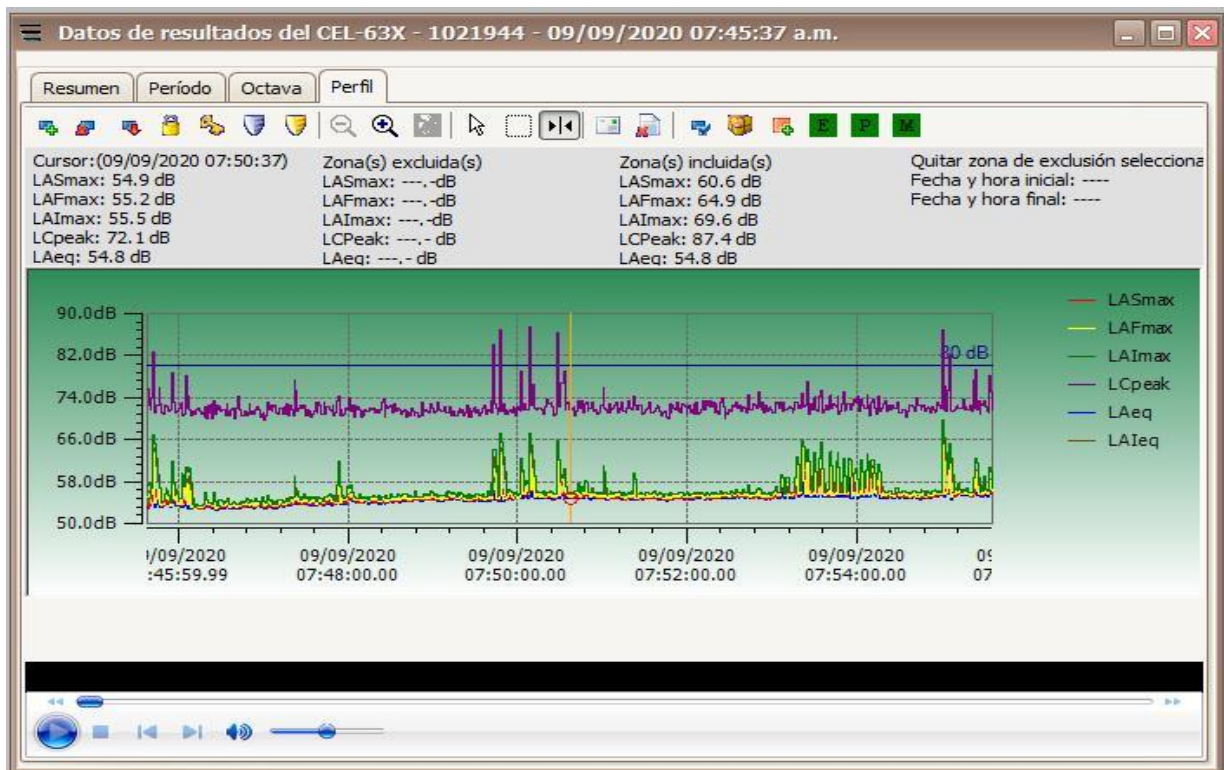 Datos de resultados del CEL-63X - 1021944 - 09/09/2020 07:45:37 a.m.
Resumen Período Octava Perfil
E P M
Cursor:(09/09/2020 07:50:37)
LASmax: 54.9 dB
LAFmax: 55.2 dB
LAImax: 55.5 dB
LCpeak: 72.1 dB
LAeq: 54.8 dB
Zona(s) excluida(s)
LASmax: ---.-dB
LAFmax: ---.-dB
LAImax: ---.-dB
LCPeak: ---.- dB
LAeq: ---.- dB
Zona(s) incluida(s)
LASmax: 60.6 dB
LAFmax: 64.9 dB
LAImax: 69.6 dB
LCPeak: 87.4 dB
LAeq: 54.8 dB
Quitar zona de exclusión selecciona
Fecha y hora inicial: ----
Fecha y hora final: ----
90.0dB
82.0dB
74.0dB
66.0dB
58.0dB
50.0dB
80 dB
LASmax
LAFmax
LAImax
LCpeak
LAeq
LAIeq
/09/2020 09/09/2020 09/09/2020 09/09/2020 09/09/2020 09
:45:59.99 07:48:00.00 07:50:00.00 07:52:00.00 07:54:00.00 07